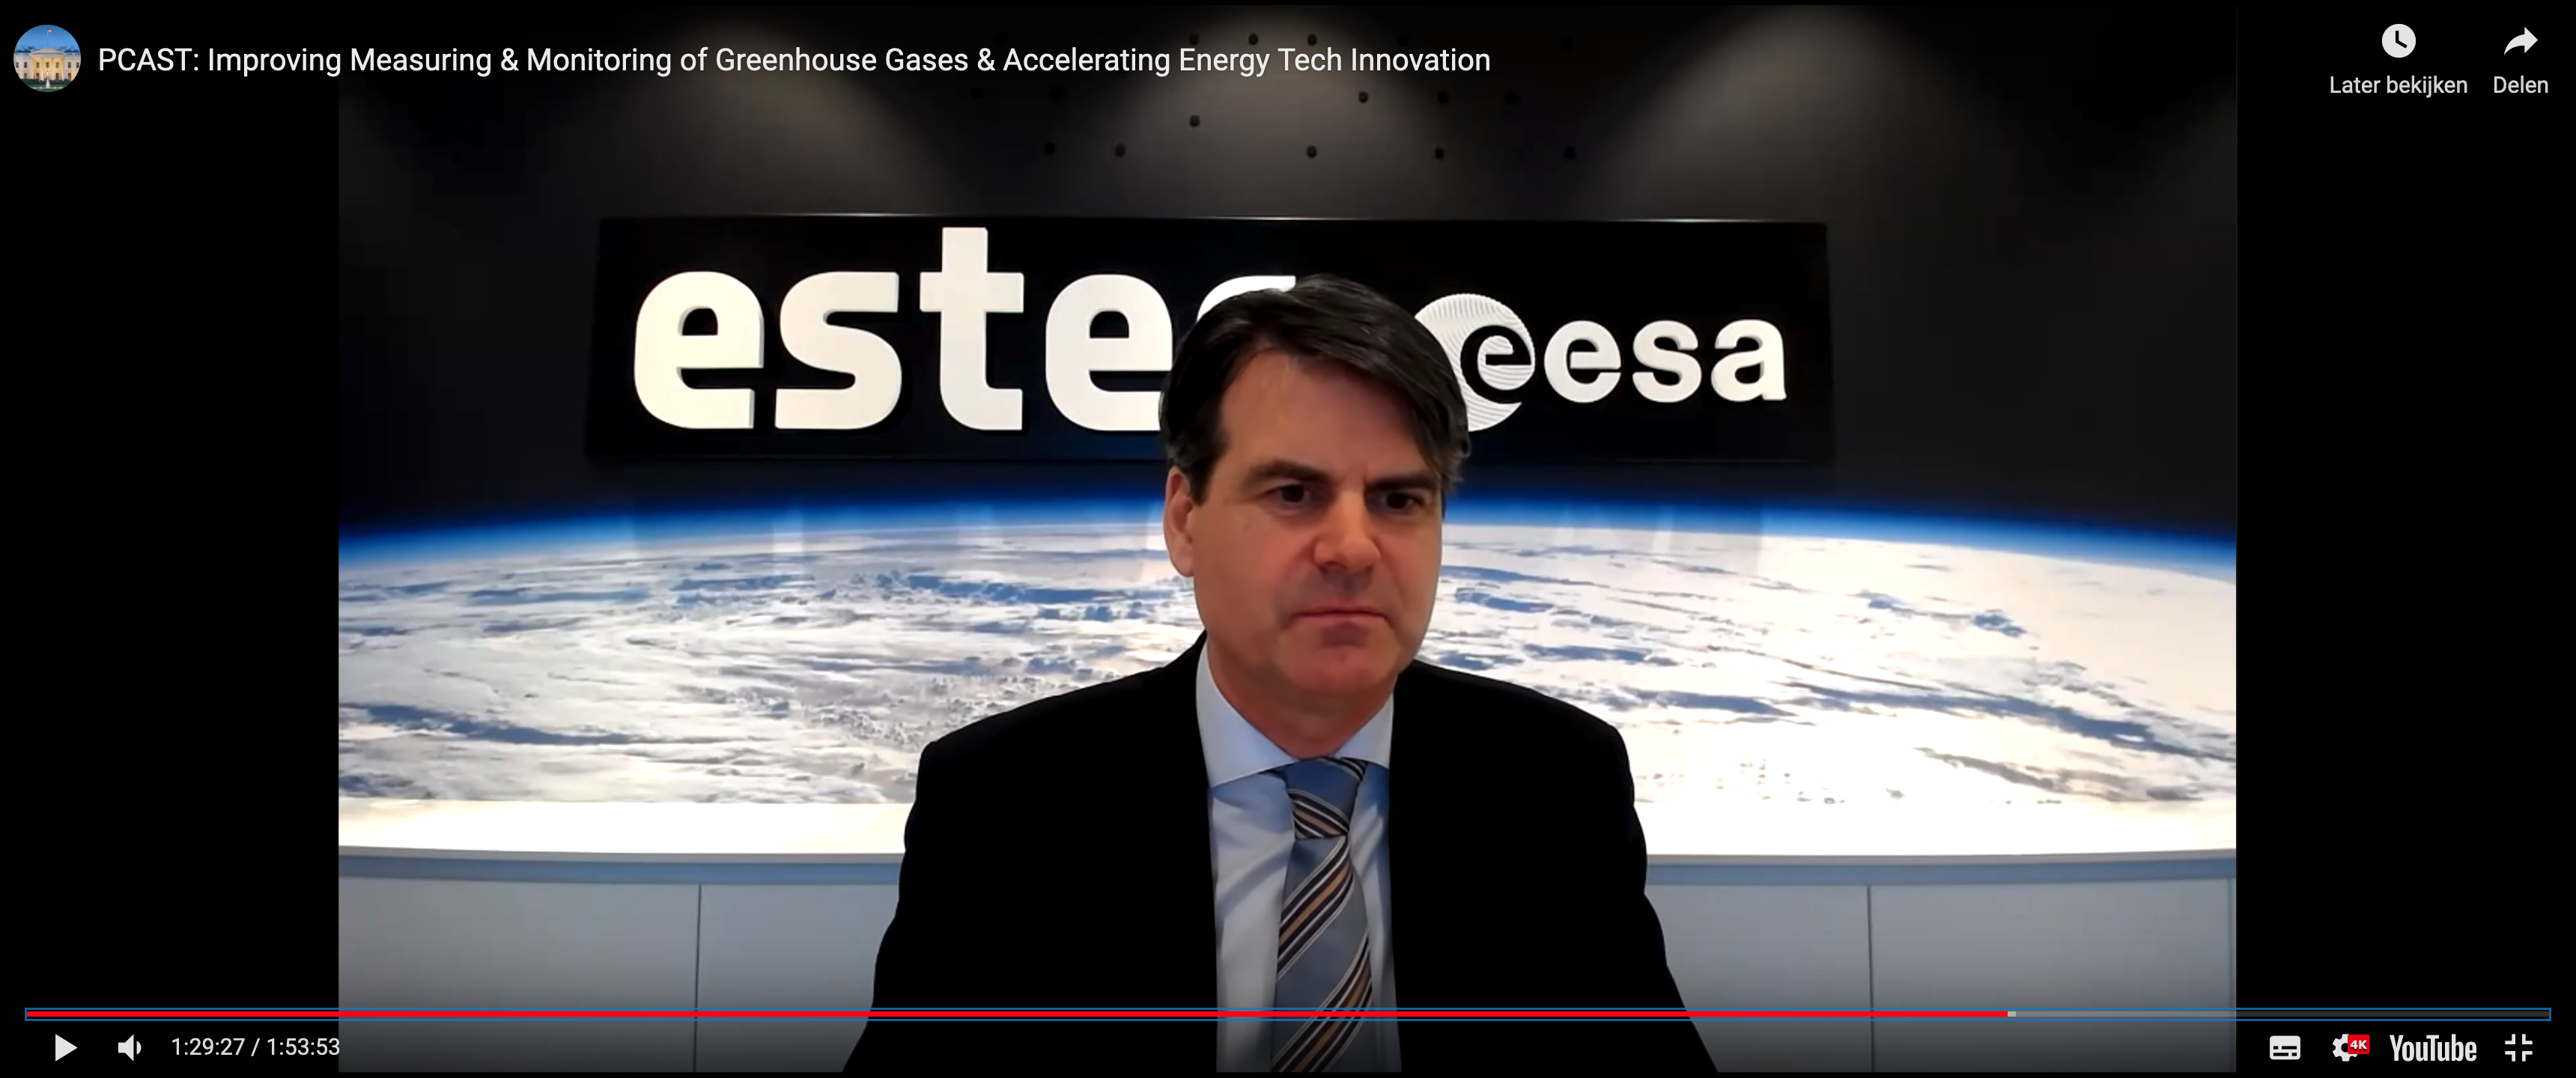 PCAST: Improving Measuring & Monitoring of Greenhouse Gases & Accelerating Energy Tech Innovation
Later bekijken
Delen
estec
esa
1:29:27 / 1:53:53
4K
YouTube